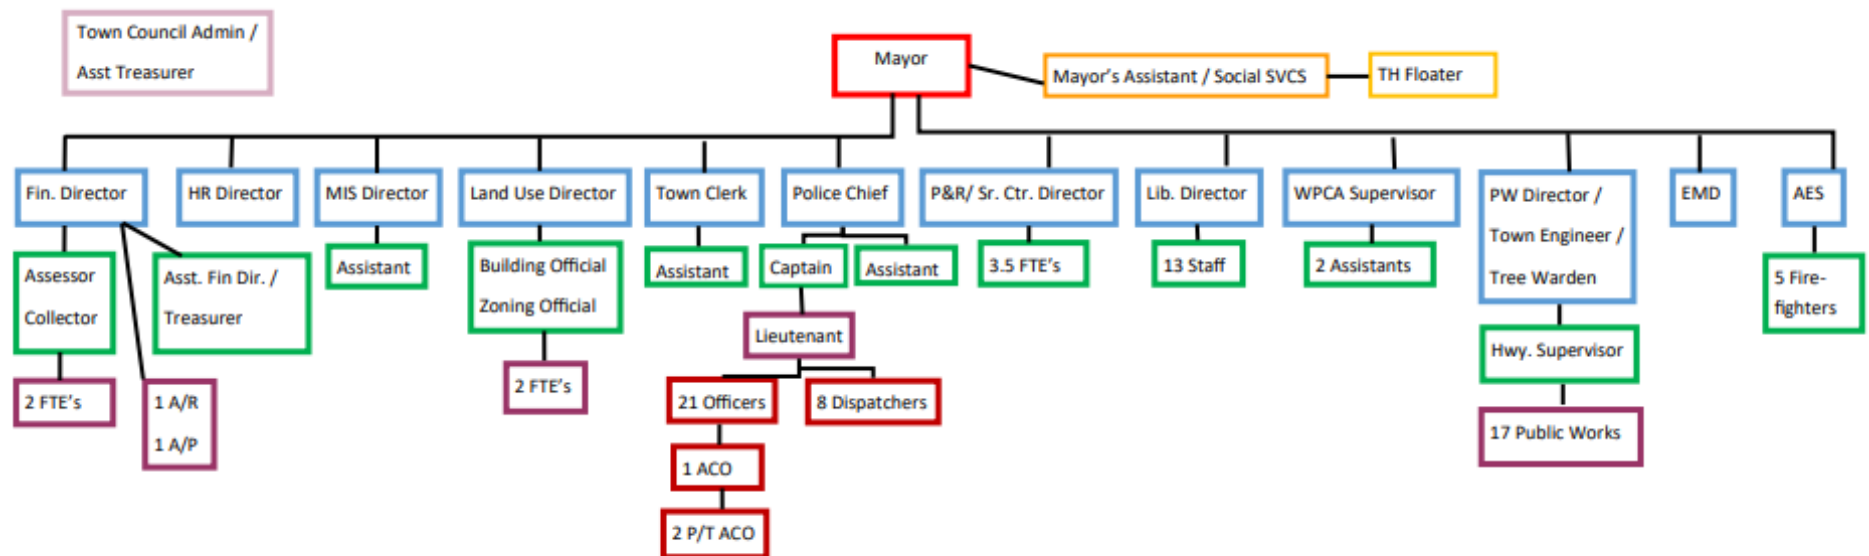 Town Council Admin /
Asst Treasurer
Mayor
Mayor's Assistant / Social SVCS
TH Floater
Fin. Director
HR Director
MIS Director
Land Use Director
Town Clerk
Police Chief
P&R/ Sr. Ctr. Director
Lib. Director
WPCA Supervisor
PW Director /
Town Engineer /
Tree Warden
EMD
AES
Assessor
Collector
Asst. Fin Dir. /
Treasurer
Assistant
Building Official
Zoning Official
Assistant
Captain
Assistant
3.5 FTE's
13 Staff
2 Assistants
5 Fire-
fighters
Lieutenant
Hwy. Supervisor
2 FTE's
1 A/R
1 A/P
2 FTE's
21 Officers
8 Dispatchers
17 Public Works
1 ACO
2 P/T ACO